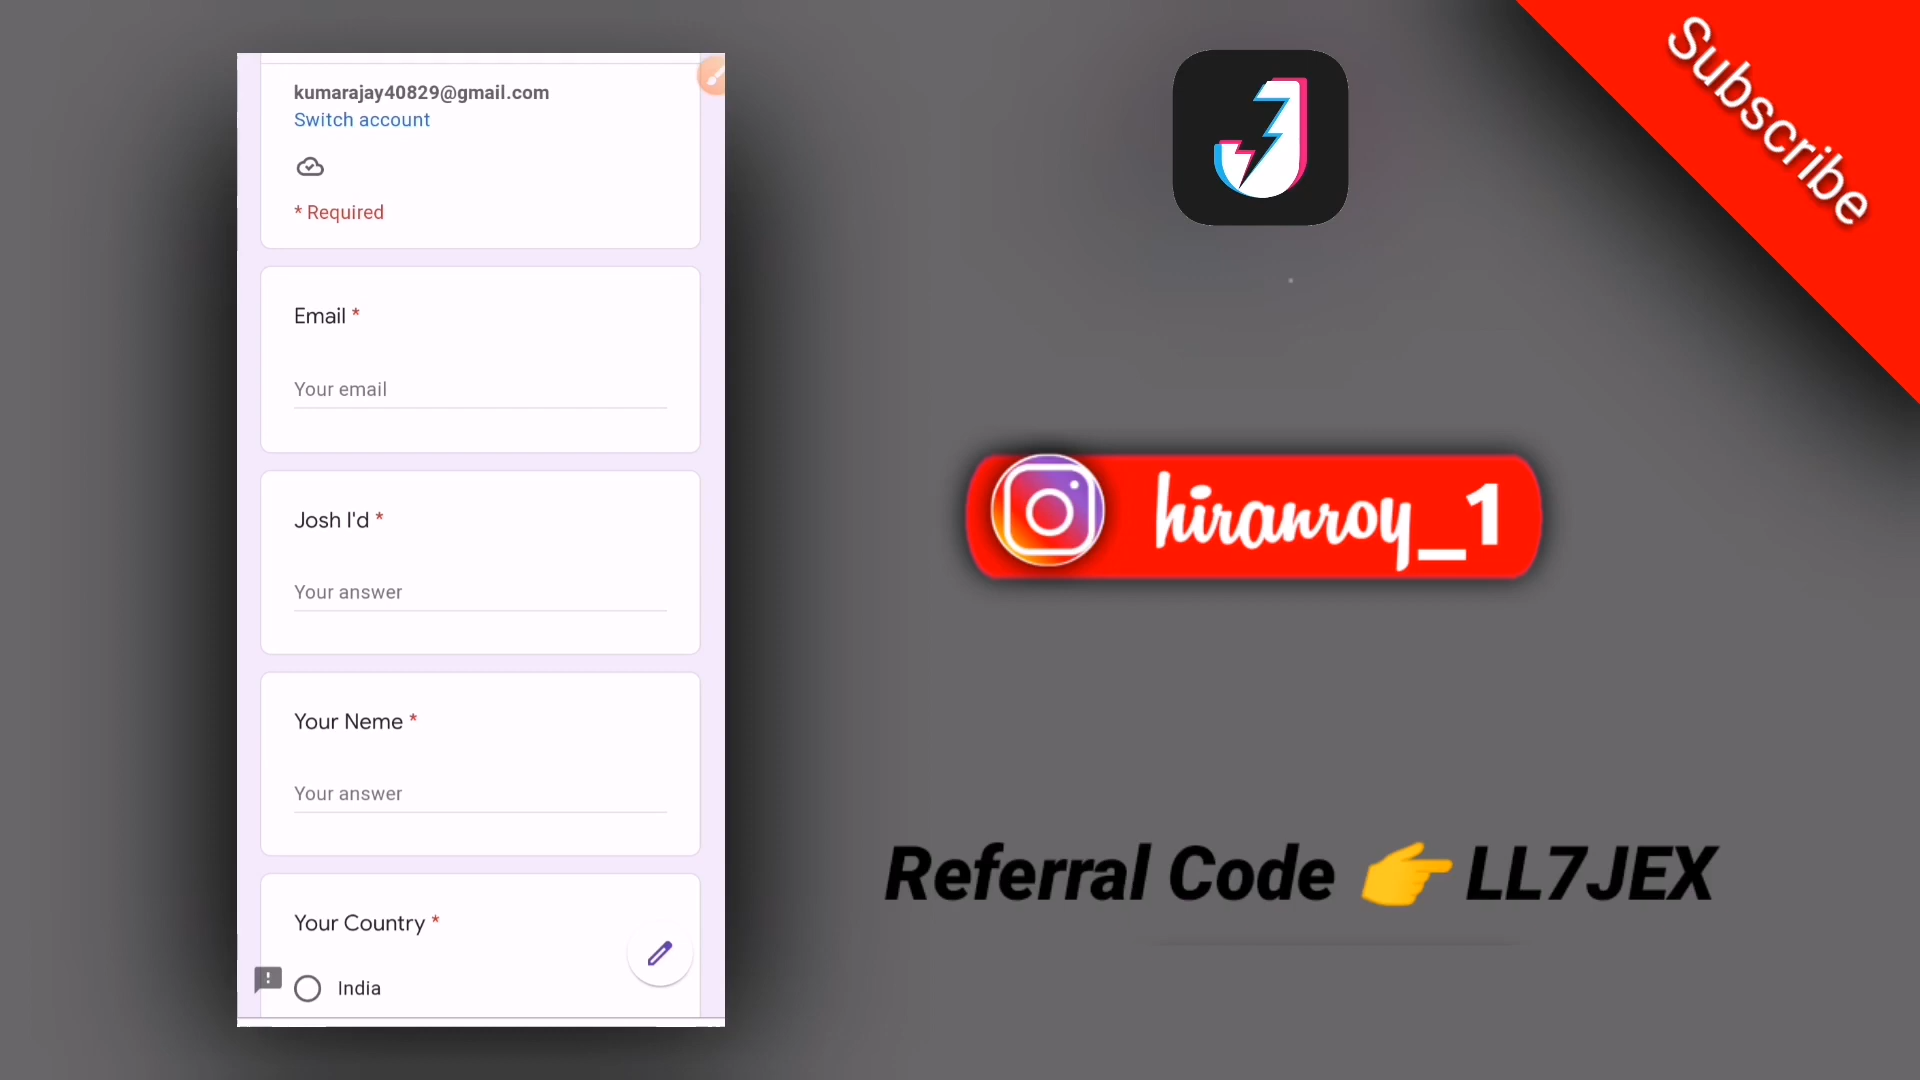 kumarajay40829@gmail.com
Switch account
* Required
Email *
Your email
Josh I'd *
Your answer
Your Neme *
Your answer
Your Country *
India
Subscribe
hiranroy_1
Referral Code 👉 LL7JEX